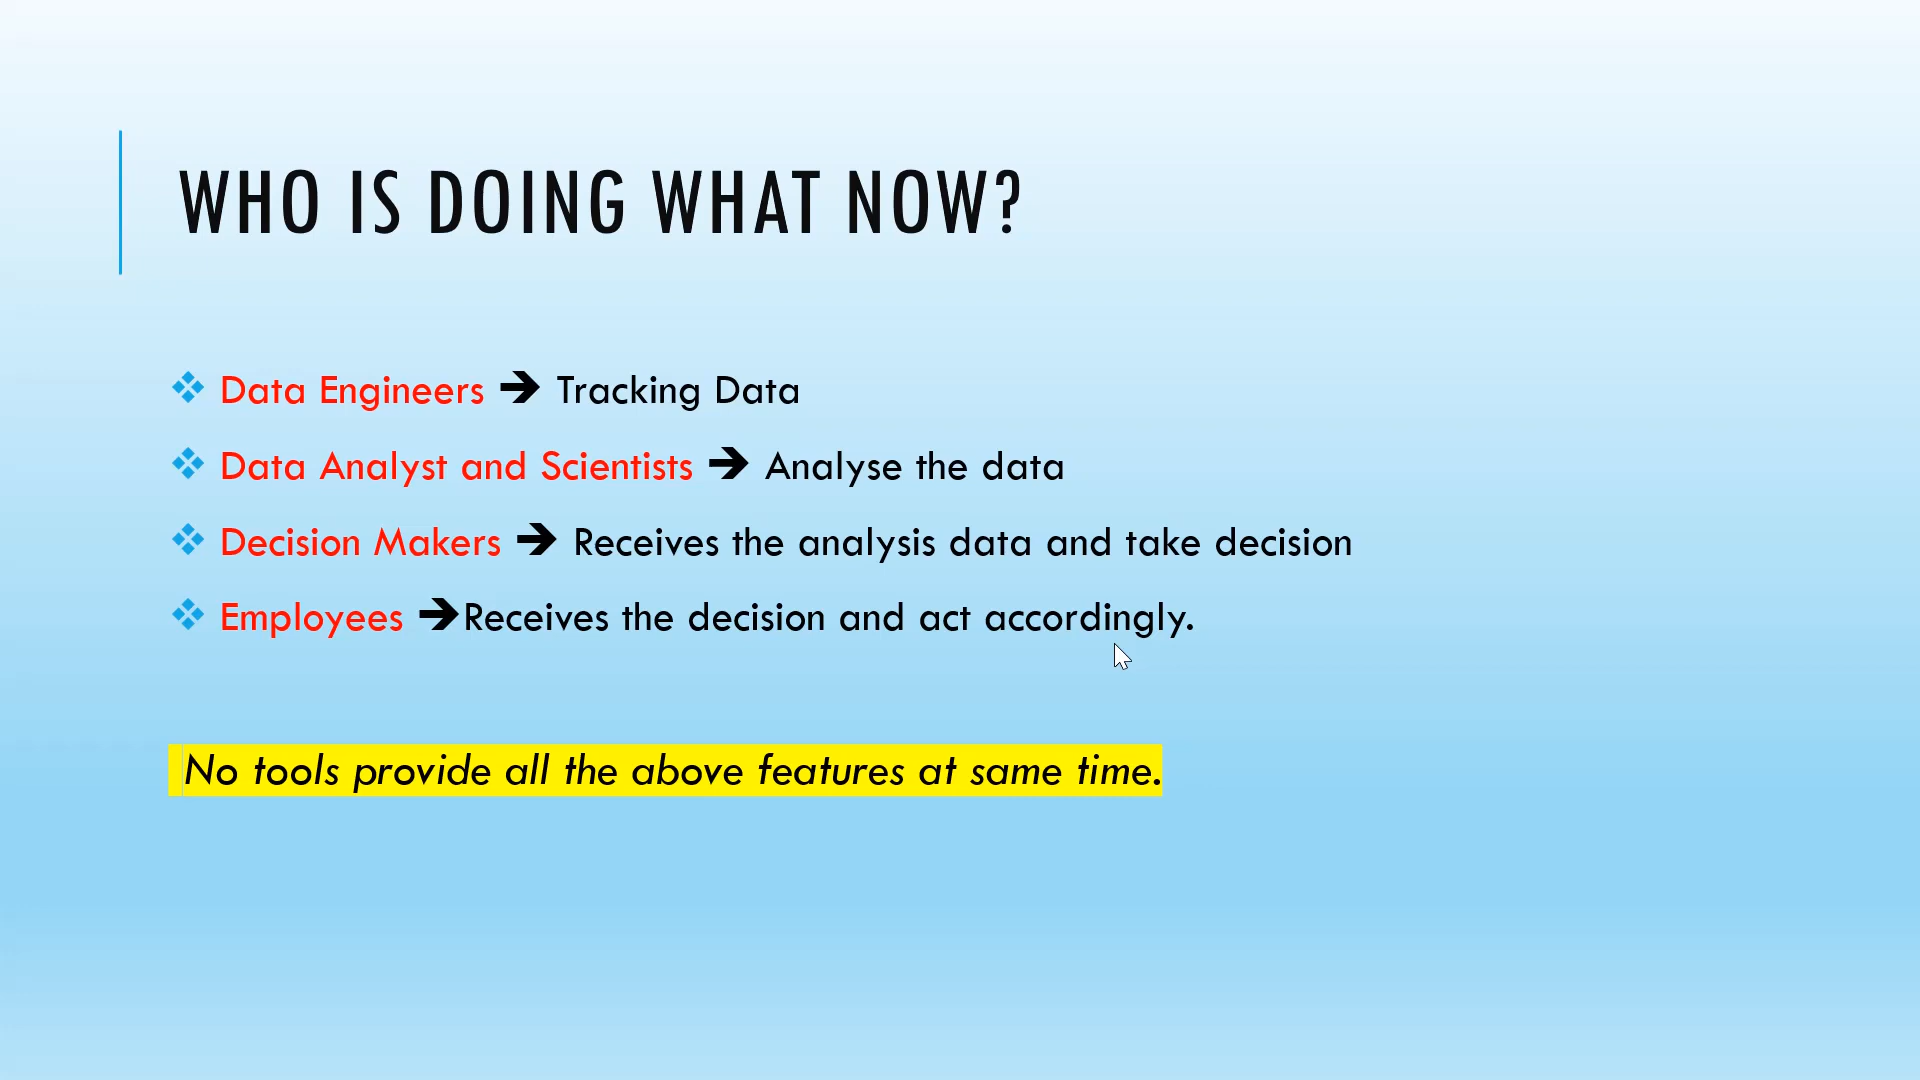 WHO IS DOING WHAT NOW?
Data Engineers ➔ Tracking Data
Data Analyst and Scientists ➔ Analyse the data
Decision Makers ➔ Receives the analysis data and take decision
Employees ➔Receives the decision and act accordingly.
No tools provide all the above features at same time.